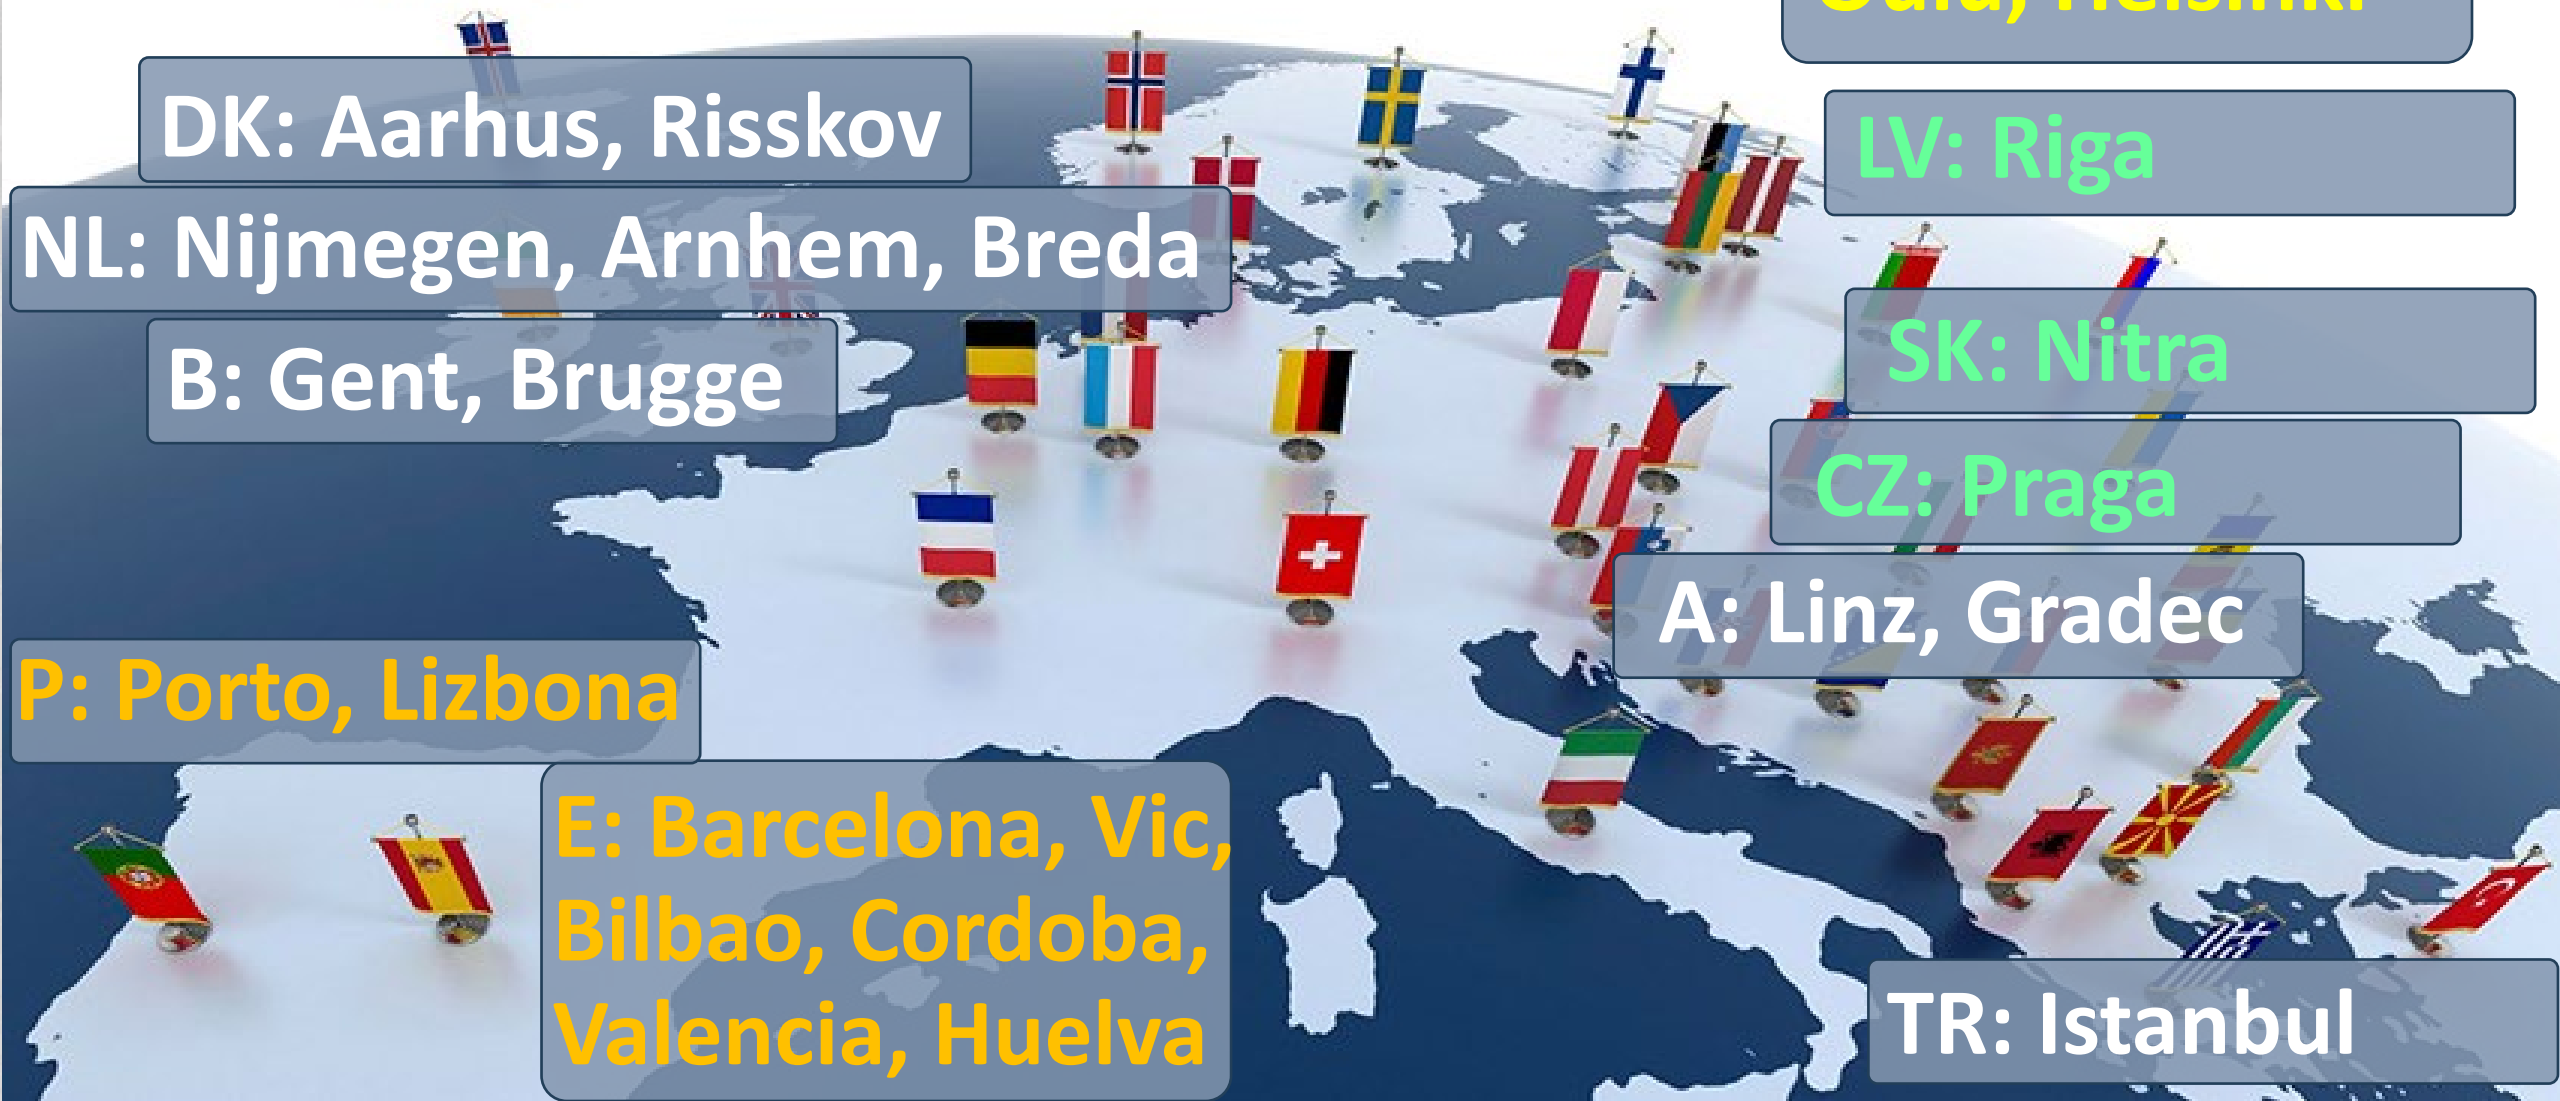 Helsinki
DK: Aarhus, Risskov
LV: Riga
NL: Nijmegen, Arnhem, Breda
SK: Nitra
B: Gent, Brugge
CZ: Praga
A: Linz, Gradec
P: Porto, Lizbona
E: Barcelona, Vic,
Bilbao, Cordoba,
Valencia, Huelva
TR: Istanbul